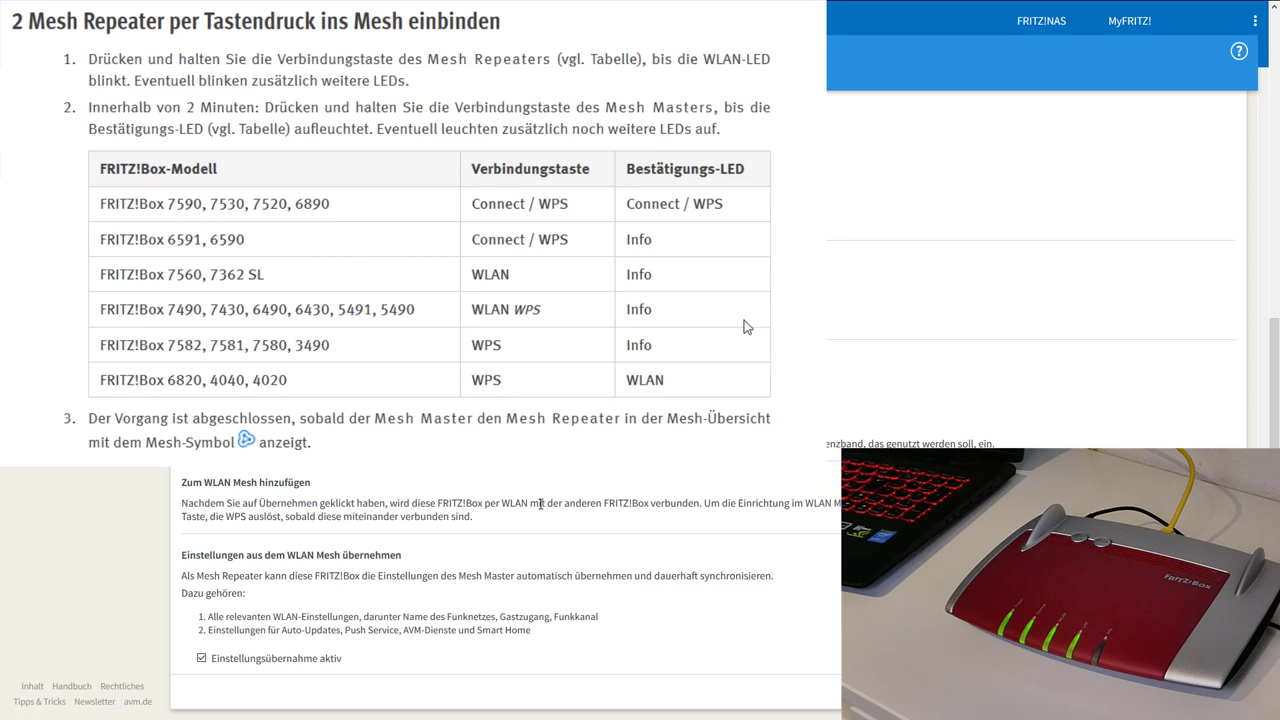 2 Mesh Repeater per Tastendruck ins Mesh einbinden
1. Drücken und halten Sie die Verbindungstaste des Mesh Repeaters (vgl. Tabelle), bis die WLAN-LED
blinkt. Eventuell blinken zusätzlich weitere LEDs.
2. Innerhalb von 2 Minuten: Drücken und halten Sie die Verbindungstaste des Mesh Masters, bis die
Bestätigungs-LED (vgl. Tabelle) aufleuchtet. Eventuell leuchten zusätzlich noch weitere LEDs auf.
FRITZ!Box-Modell Verbindungstaste Bestätigungs-LED
FRITZ!Box 7590, 7530, 7520, 6890 Connect / WPS Connect / WPS
FRITZ!Box 6591, 6590 Connect / WPS Info
FRITZ!Box 7560, 7362 SL WLAN Info
FRITZ!Box 7490, 7430, 6490, 6430, 5491, 5490 WLAN WPS Info
FRITZ!Box 7582, 7581, 7580, 3490 WPS Info
FRITZ!Box 6820, 4040, 4020 WPS WLAN
3. Der Vorgang ist abgeschlossen, sobald der Mesh Master den Mesh Repeater in der Mesh-Übersicht
mit dem Mesh-Symbol anzeigt.
FRITZ!NAS MyFRITZ!
?
enzband, das genutzt werden soll, ein.
Zum WLAN Mesh hinzufügen
Nachdem Sie auf Übernehmen geklickt haben, wird diese FRITZ!Box per WLAN mit der anderen FRITZ!Box verbunden. Um die Einrichtung im WLAN M
Taste, die WPS auslöst, sobald diese miteinander verbunden sind.
Einstellungen aus dem WLAN Mesh übernehmen
Als Mesh Repeater kann diese FRITZ!Box die Einstellungen des Mesh Master automatisch übernehmen und dauerhaft synchronisieren.
Dazu gehören:
1. Alle relevanten WLAN-Einstellungen, darunter Name des Funknetzes, Gastzugang, Funkkanal
2. Einstellungen für Auto-Updates, Push Service, AVM-Dienste und Smart Home
Einstellungsübernahme aktiv
Inhalt Handbuch Rechtliches
Tipps & Tricks Newsletter avm.de
FRITZ!Box